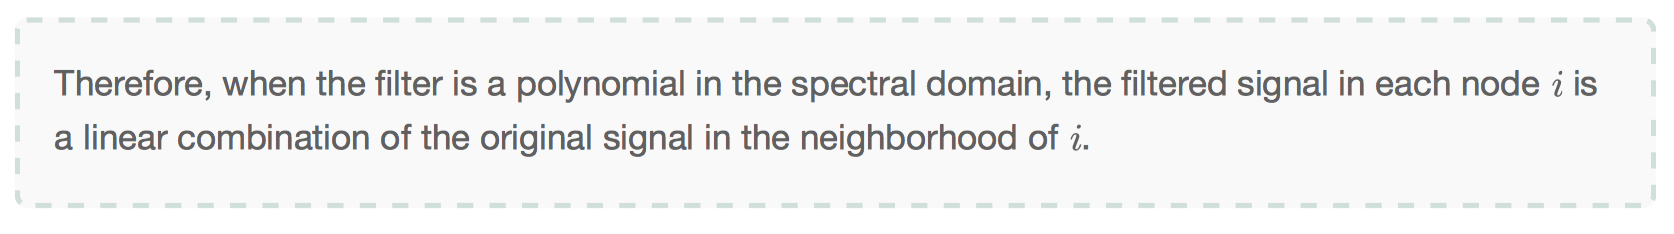 Therefore, when the filter is a polynomial in the spectral domain, the filtered signal in each node i is
a linear combination of the original signal in the neighborhood of i.